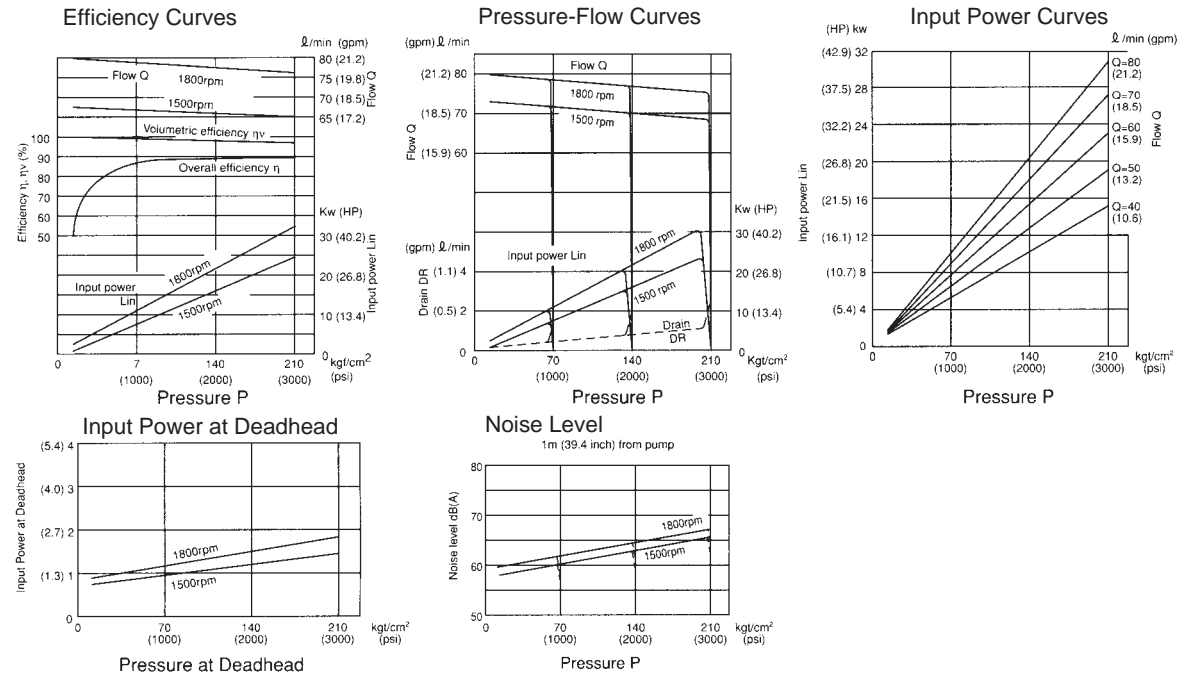 Efficiency Curves
ℓ/min (gpm)
80 (21.2)
75 (19.8)
70 (18.5)
65 (17.2)
Flow Q
Flow Q
1800rpm
1500rpm
Volumetric efficiency ηv
Overall efficiency η
Efficiency η, ηv (%)
100
90
80
70
60
50
Kw (HP)
30 (40.2)
20 (26.8)
10 (13.4)
0
Input power Lin
Input power
Lin
1800rpm
1500rpm
0
7
(1000)
140
(2000)
210
(3000)
kgf/cm2
(psi)
Pressure P
Pressure-Flow Curves
(gpm) ℓ/min
(21.2) 80
(18.5) 70
(15.9) 60
Flow Q
Flow Q
1800 rpm
1500 rpm
(gpm) ℓ/min
(1.1) 4
(0.5) 2
0
Drain DR
Input power Lin
1800 rpm
1500 rpm
Drain
DR
Kw (HP)
30 (40.2)
20 (26.8)
10 (13.4)
0
70
(1000)
140
(2000)
210
(3000)
Kgf/cm2
(psi)
Pressure P
Input Power Curves
(HP) kw
(42.9) 32
(37.5) 28
(32.2) 24
(26.8) 20
(21.5) 16
(16.1) 12
(10.7) 8
(5.4) 4
0
Input power Lin
ℓ/min (gpm)
Q=80
(21.2)
Q=70
(18.5)
Q=60
(15.9)
Q=50
(13.2)
Q=40
(10.6)
Flow Q
0
70
(1000)
140
(2000)
210
(3000)
kgf/cm2
(psi)
Pressure P
Input Power at Deadhead
(5.4) 4
(4.0) 3
(2.7) 2
(1.3) 1
0
Input Power at Deadhead
1800rpm
1500rpm
0
70
(1000)
140
(2000)
210
(3000)
kgf/cm2
(psi)
Pressure at Deadhead
Noise Level
1m (39.4 inch) from pump
80
70
60
50
Noise level dB(A)
1800rpm
1500rpm
0
70
(1000)
140
(2000)
210
(3000)
kgt/cm2
(psi)
Pressure P